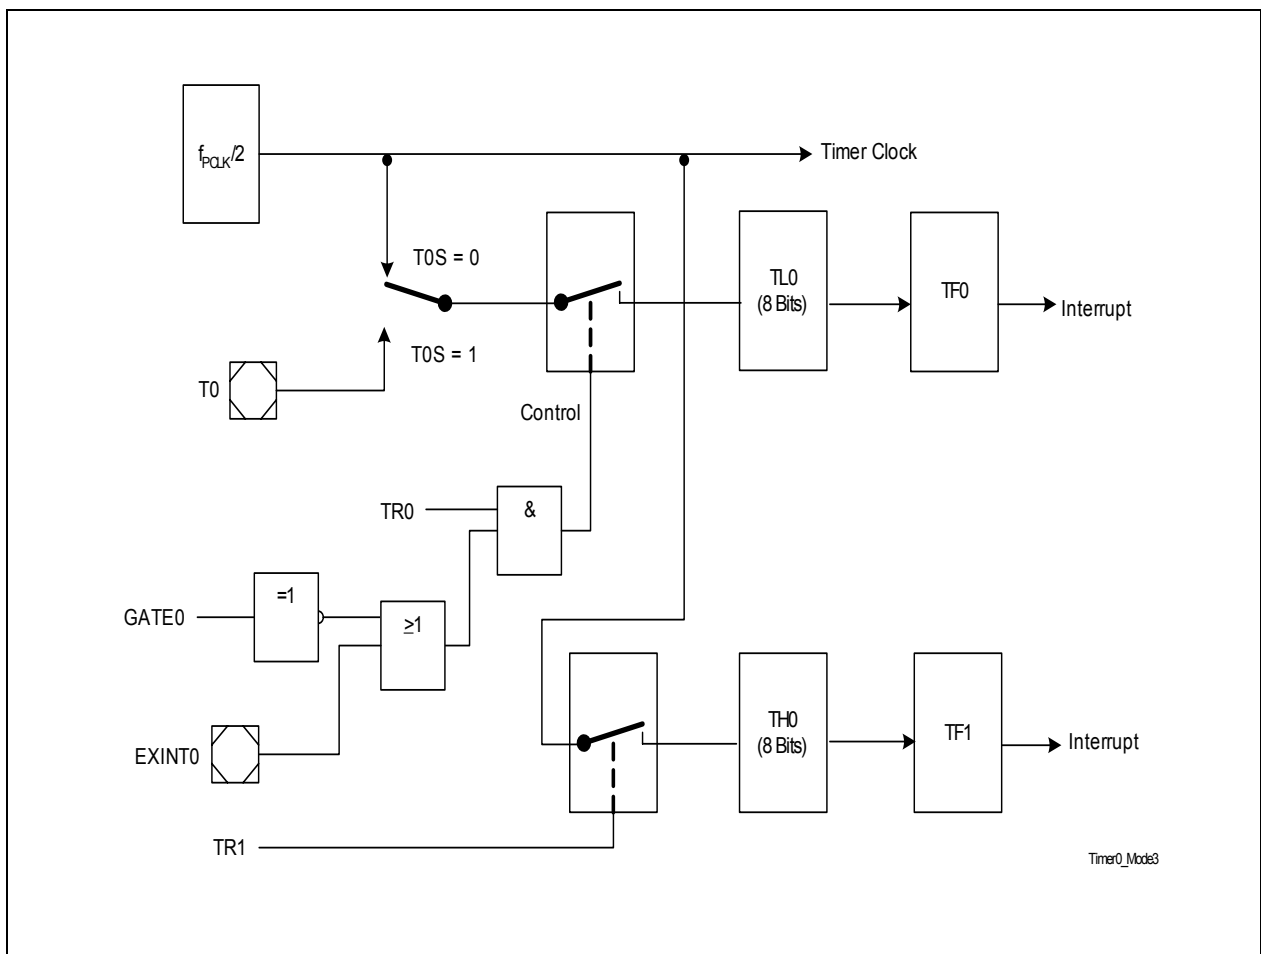 f_PCLK/2
Timer Clock
T0S = 0
T0S = 1
T0
TL0
(8 Bits)
TF0
Interrupt
Control
TR0
&
GATE0
=1
≥1
EXINT0
TH0
(8 Bits)
TF1
Interrupt
TR1
Timer0_Mode3